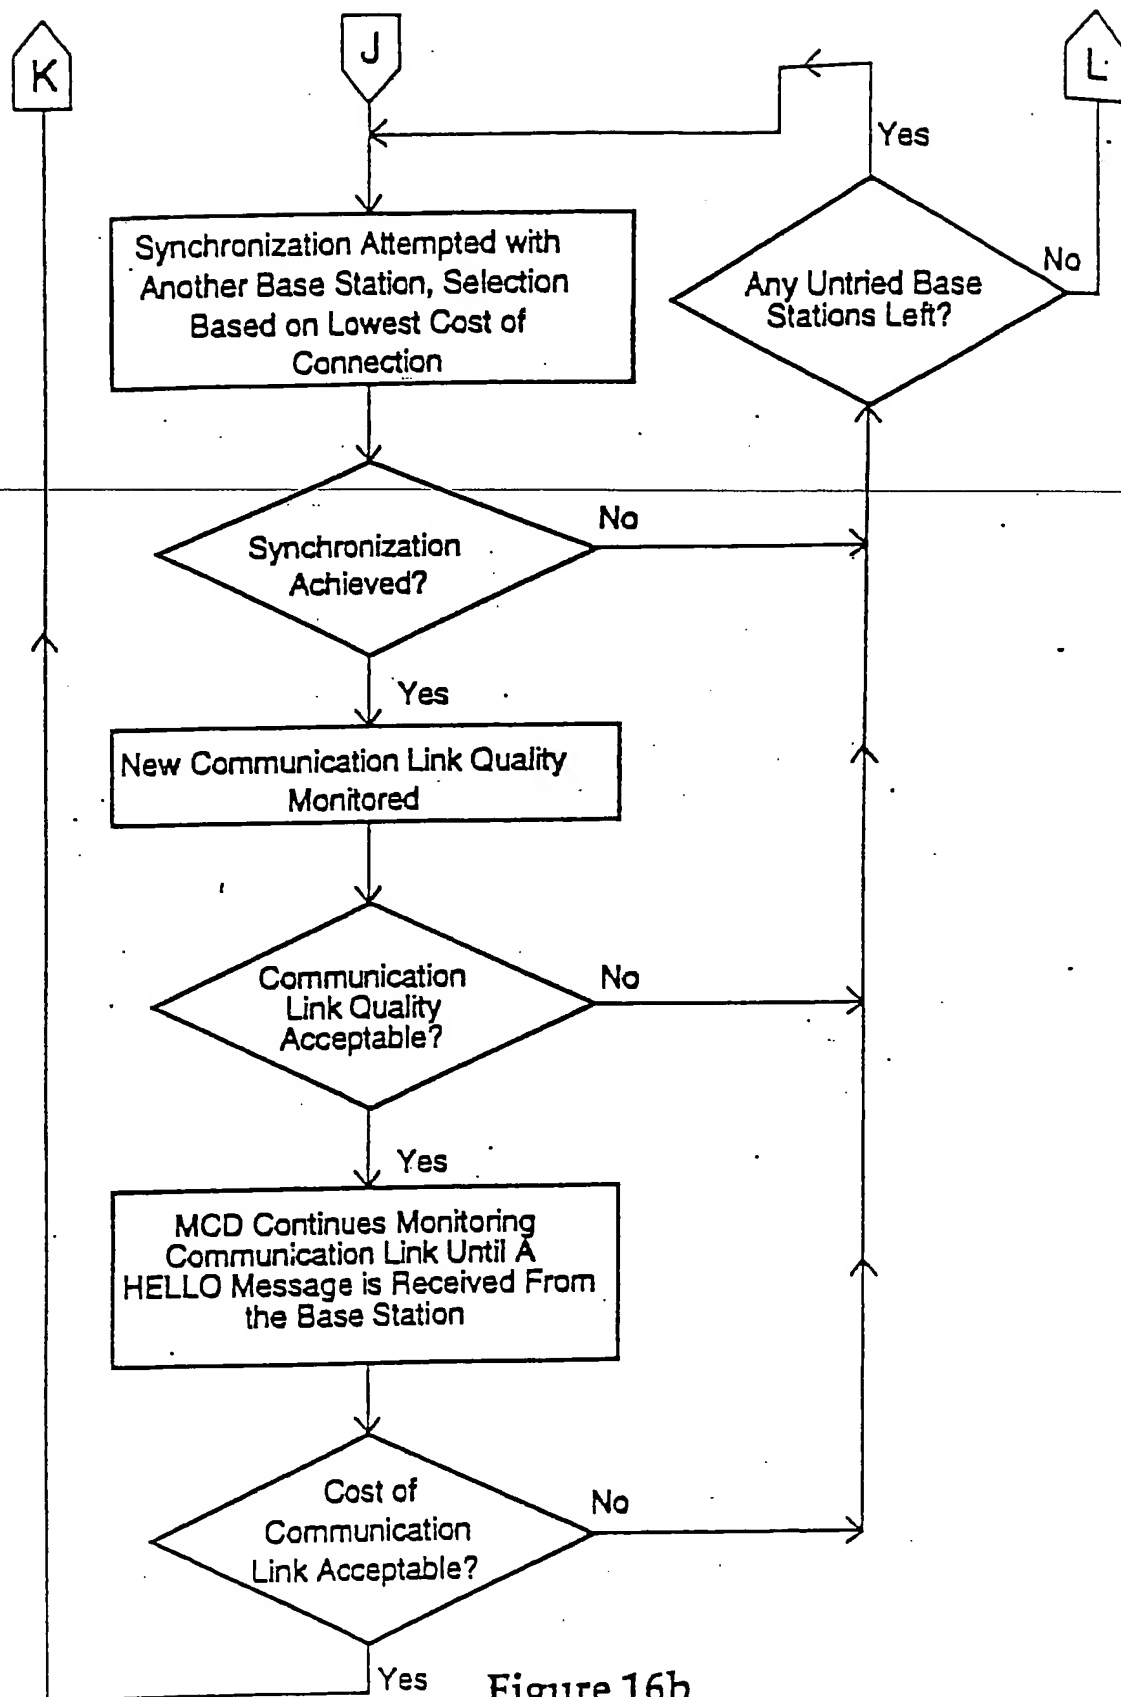 K
J
L
Yes
Synchronization Attempted with
Another Base Station, Selection
Based on Lowest Cost of
Connection
Any Untried Base
Stations Left?
No
Synchronization
Achieved?
No
Yes
New Communication Link Quality
Monitored
Communication
Link Quality
Acceptable?
No
Yes
MCD Continues Monitoring
Communication Link Until A
HELLO Message is Received From
the Base Station
Cost of
Communication
Link Acceptable?
No
Yes
Figure 16b